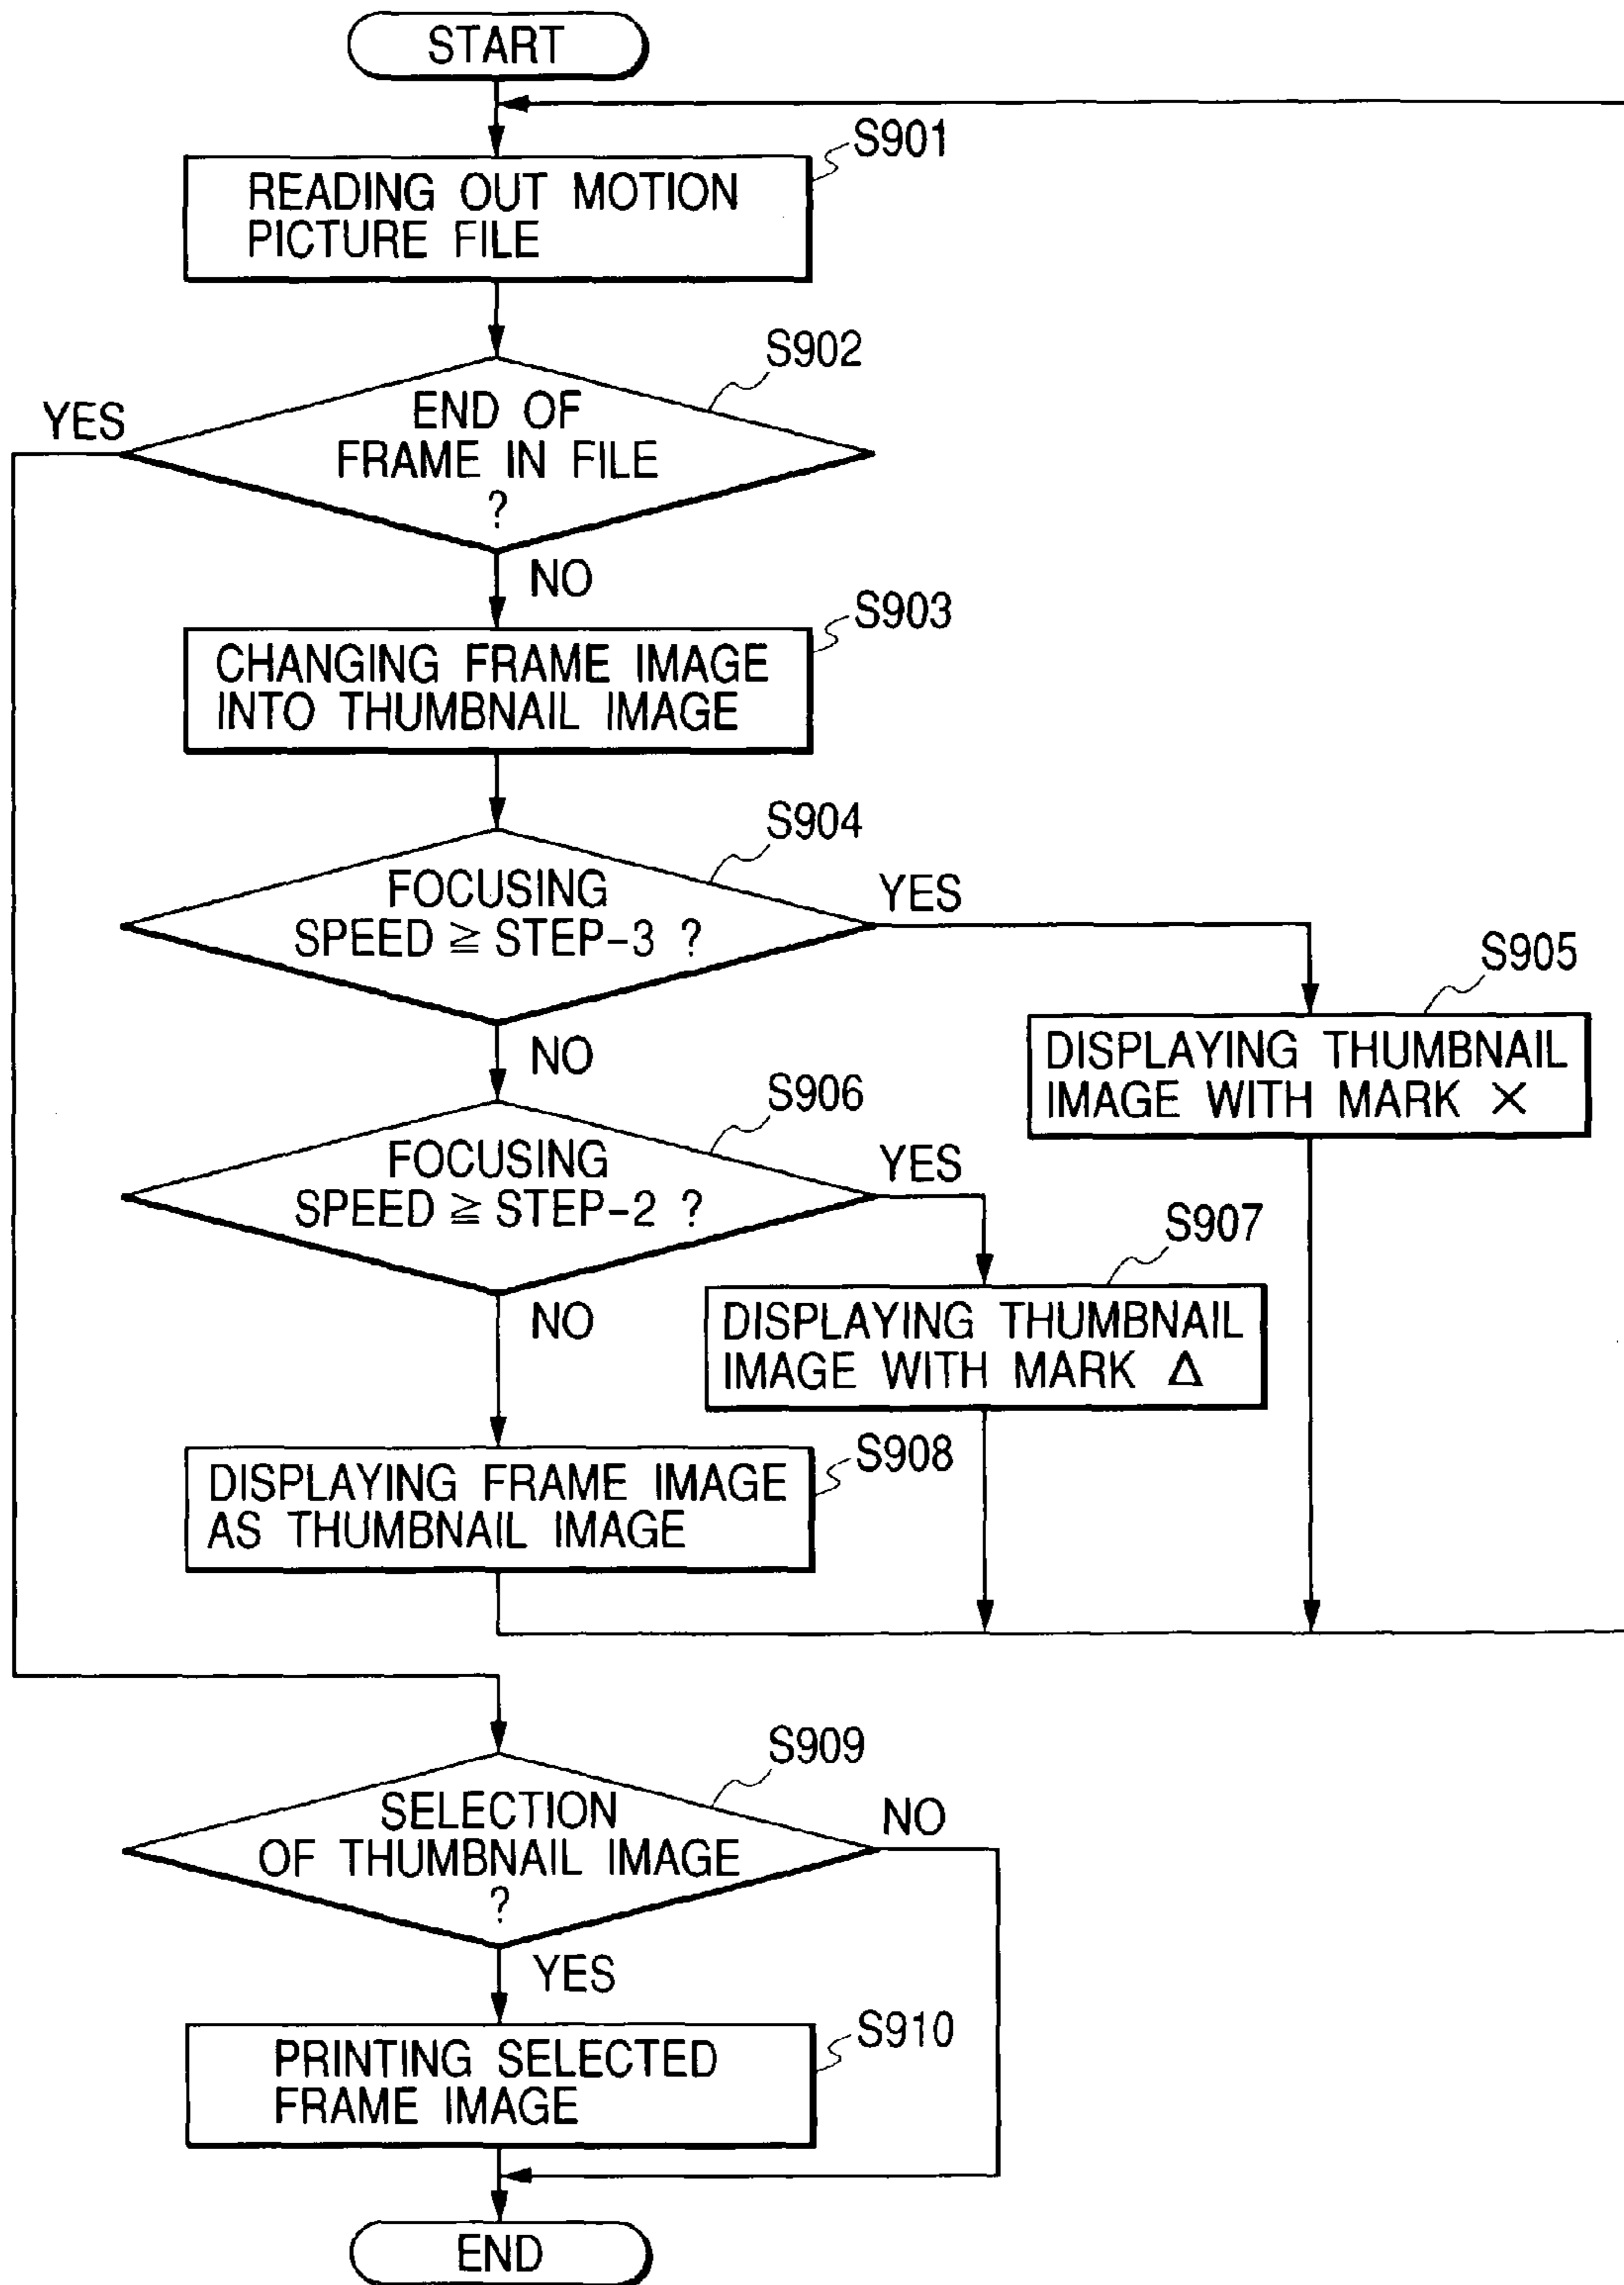 START
S901
READING OUT MOTION
PICTURE FILE
S902
YES
END OF
FRAME IN FILE
?
NO
S903
CHANGING FRAME IMAGE
INTO THUMBNAIL IMAGE
S904
FOCUSING
SPEED ≧ STEP-3 ?
YES
NO
S905
DISPLAYING THUMBNAIL
IMAGE WITH MARK ×
S906
FOCUSING
SPEED ≧ STEP-2 ?
YES
NO
S907
DISPLAYING THUMBNAIL
IMAGE WITH MARK Δ
S908
DISPLAYING FRAME IMAGE
AS THUMBNAIL IMAGE
S909
SELECTION
OF THUMBNAIL IMAGE
?
NO
YES
S910
PRINTING SELECTED
FRAME IMAGE
END